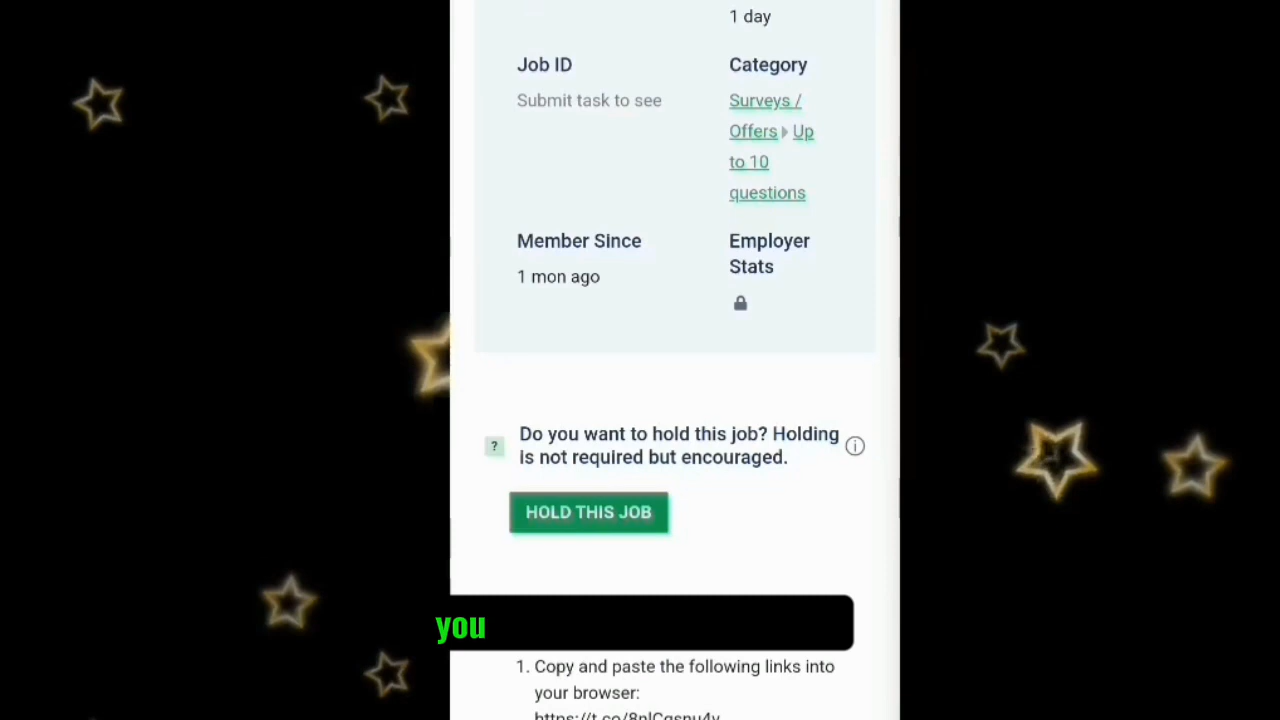 1 day
Job ID
Category
Submit task to see
Surveys /
Offers
Up
to 10
questions
Member Since
Employer
Stats
1 mon ago
?
Do you want to hold this job? Holding
is not required but encouraged.
HOLD THIS JOB
you
1. Copy and paste the following links into
your browser: